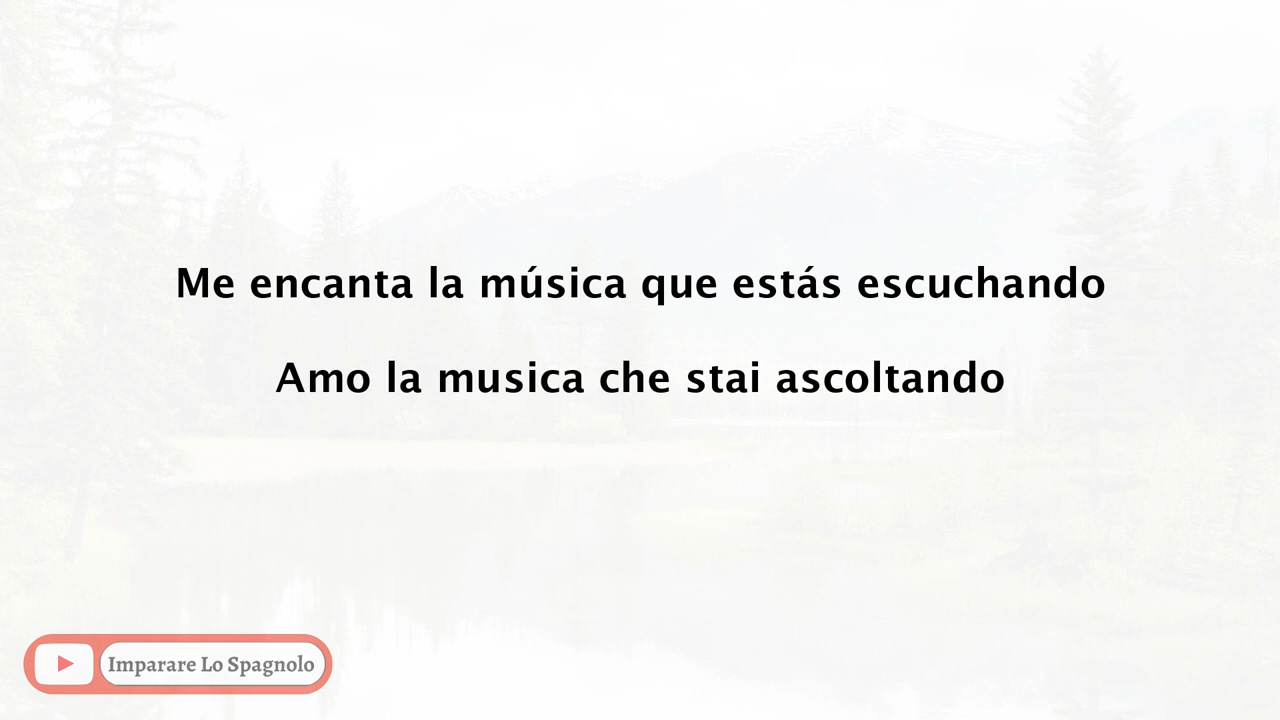 Me encanta la música que estás escuchando
Amo la musica che stai ascoltando
Imparare Lo Spagnolo